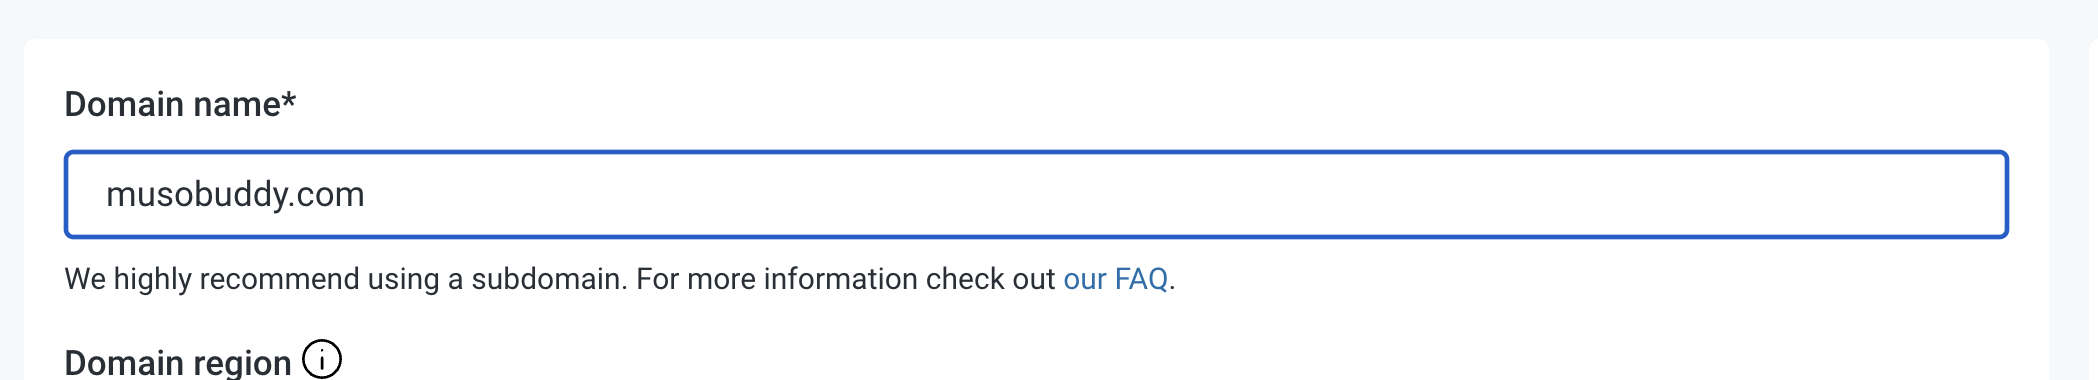 Domain name*
musobuddy.com
We highly recommend using a subdomain. For more information check out our FAQ.
Domain region